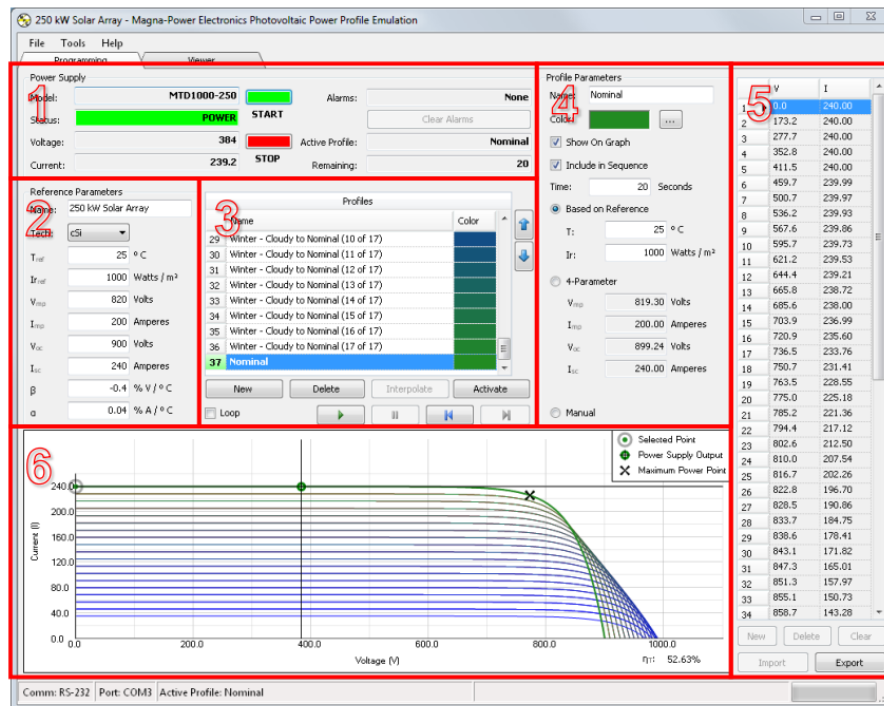 250 kW Solar Array - Magna-Power Electronics Photovoltaic Power Profile Emulation
File Tools Help
Programming Viewer
1
Power Supply
Model: MTD1000-250 START Alarms: None
Status: POWER Clear Alarms
Voltage: 384 STOP Active Profile: Nominal
Current: 239.2 Remaining: 20
2
Reference Parameters
Name: 250 kW Solar Array
Tech: cSi
Tref 25 ° C
Irref 1000 Watts / m²
Vmp 820 Volts
Imp 200 Amperes
Voc 900 Volts
Isc 240 Amperes
β -0.4 % V / ° C
α 0.04 % A / ° C
3
Profiles
Name Color
29 Winter - Cloudy to Nominal (10 of 17)
30 Winter - Cloudy to Nominal (11 of 17)
31 Winter - Cloudy to Nominal (12 of 17)
32 Winter - Cloudy to Nominal (13 of 17)
33 Winter - Cloudy to Nominal (14 of 17)
34 Winter - Cloudy to Nominal (15 of 17)
35 Winter - Cloudy to Nominal (16 of 17)
36 Winter - Cloudy to Nominal (17 of 17)
37 Nominal
New Delete Interpolate Activate
Loop
4
Profile Parameters
Name: Nominal
Color: ...
Show On Graph
Include in Sequence
Time: 20 Seconds
Based on Reference
T: 25 ° C
Ir: 1000 Watts / m²
4-Parameter
Vmp 819.30 Volts
Imp 200.00 Amperes
Voc 899.24 Volts
Isc 240.00 Amperes
Manual
5
V I
1 0.0 240.00
2 173.2 240.00
3 277.7 240.00
4 352.8 240.00
5 411.5 240.00
6 459.7 239.99
7 500.7 239.97
8 536.2 239.93
9 567.6 239.86
10 595.7 239.73
11 621.2 239.53
12 644.4 239.21
13 665.8 238.72
14 685.6 238.00
15 703.9 236.99
16 720.9 235.60
17 736.5 233.76
18 750.7 231.41
19 763.5 228.55
20 775.0 225.18
21 785.2 221.36
22 794.4 217.12
23 802.6 212.50
24 810.0 207.54
25 816.7 202.26
26 822.8 196.70
27 828.5 190.86
28 833.7 184.75
29 838.6 178.41
30 843.1 171.82
31 847.3 165.01
32 851.3 157.97
33 855.1 150.73
34 858.7 143.28
New Delete Clear
Import Export
6
Selected Point
Power Supply Output
Maximum Power Point
Current (I)
240.0
200.0
160.0
120.0
80.0
40.0
0.0
0.0 200.0 400.0 600.0 800.0 1000.0
Voltage (V)
ηT: 52.63%
Comm: RS-232 Port: COM3 Active Profile: Nominal